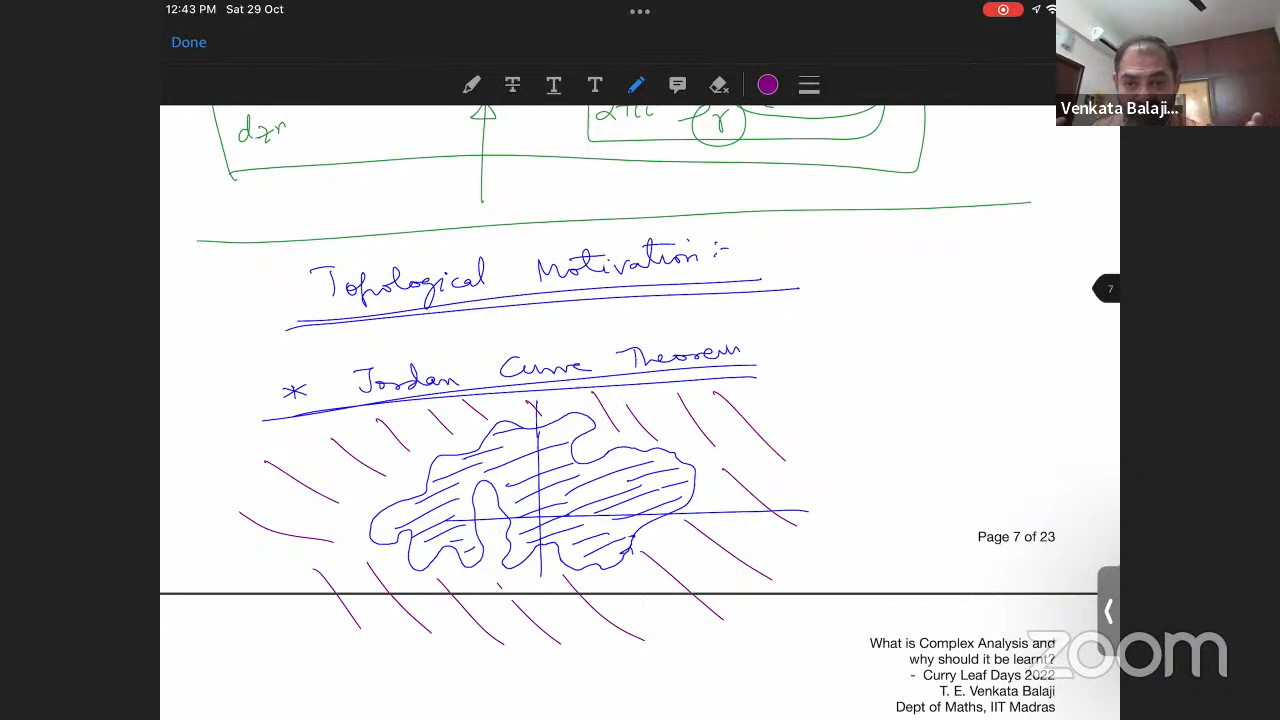 12:43 PM Sat 29 Oct
Done
T T
Venkata Balaji...
dzⁿ
γ
Topological Motivation :-
7
* Jordan Curve Theorem
Page 7 of 23
What is Complex Analysis and
why should it be learnt?
- Curry Leaf Days 2022
T. E. Venkata Balaji
Dept of Maths, IIT Madras
zoom